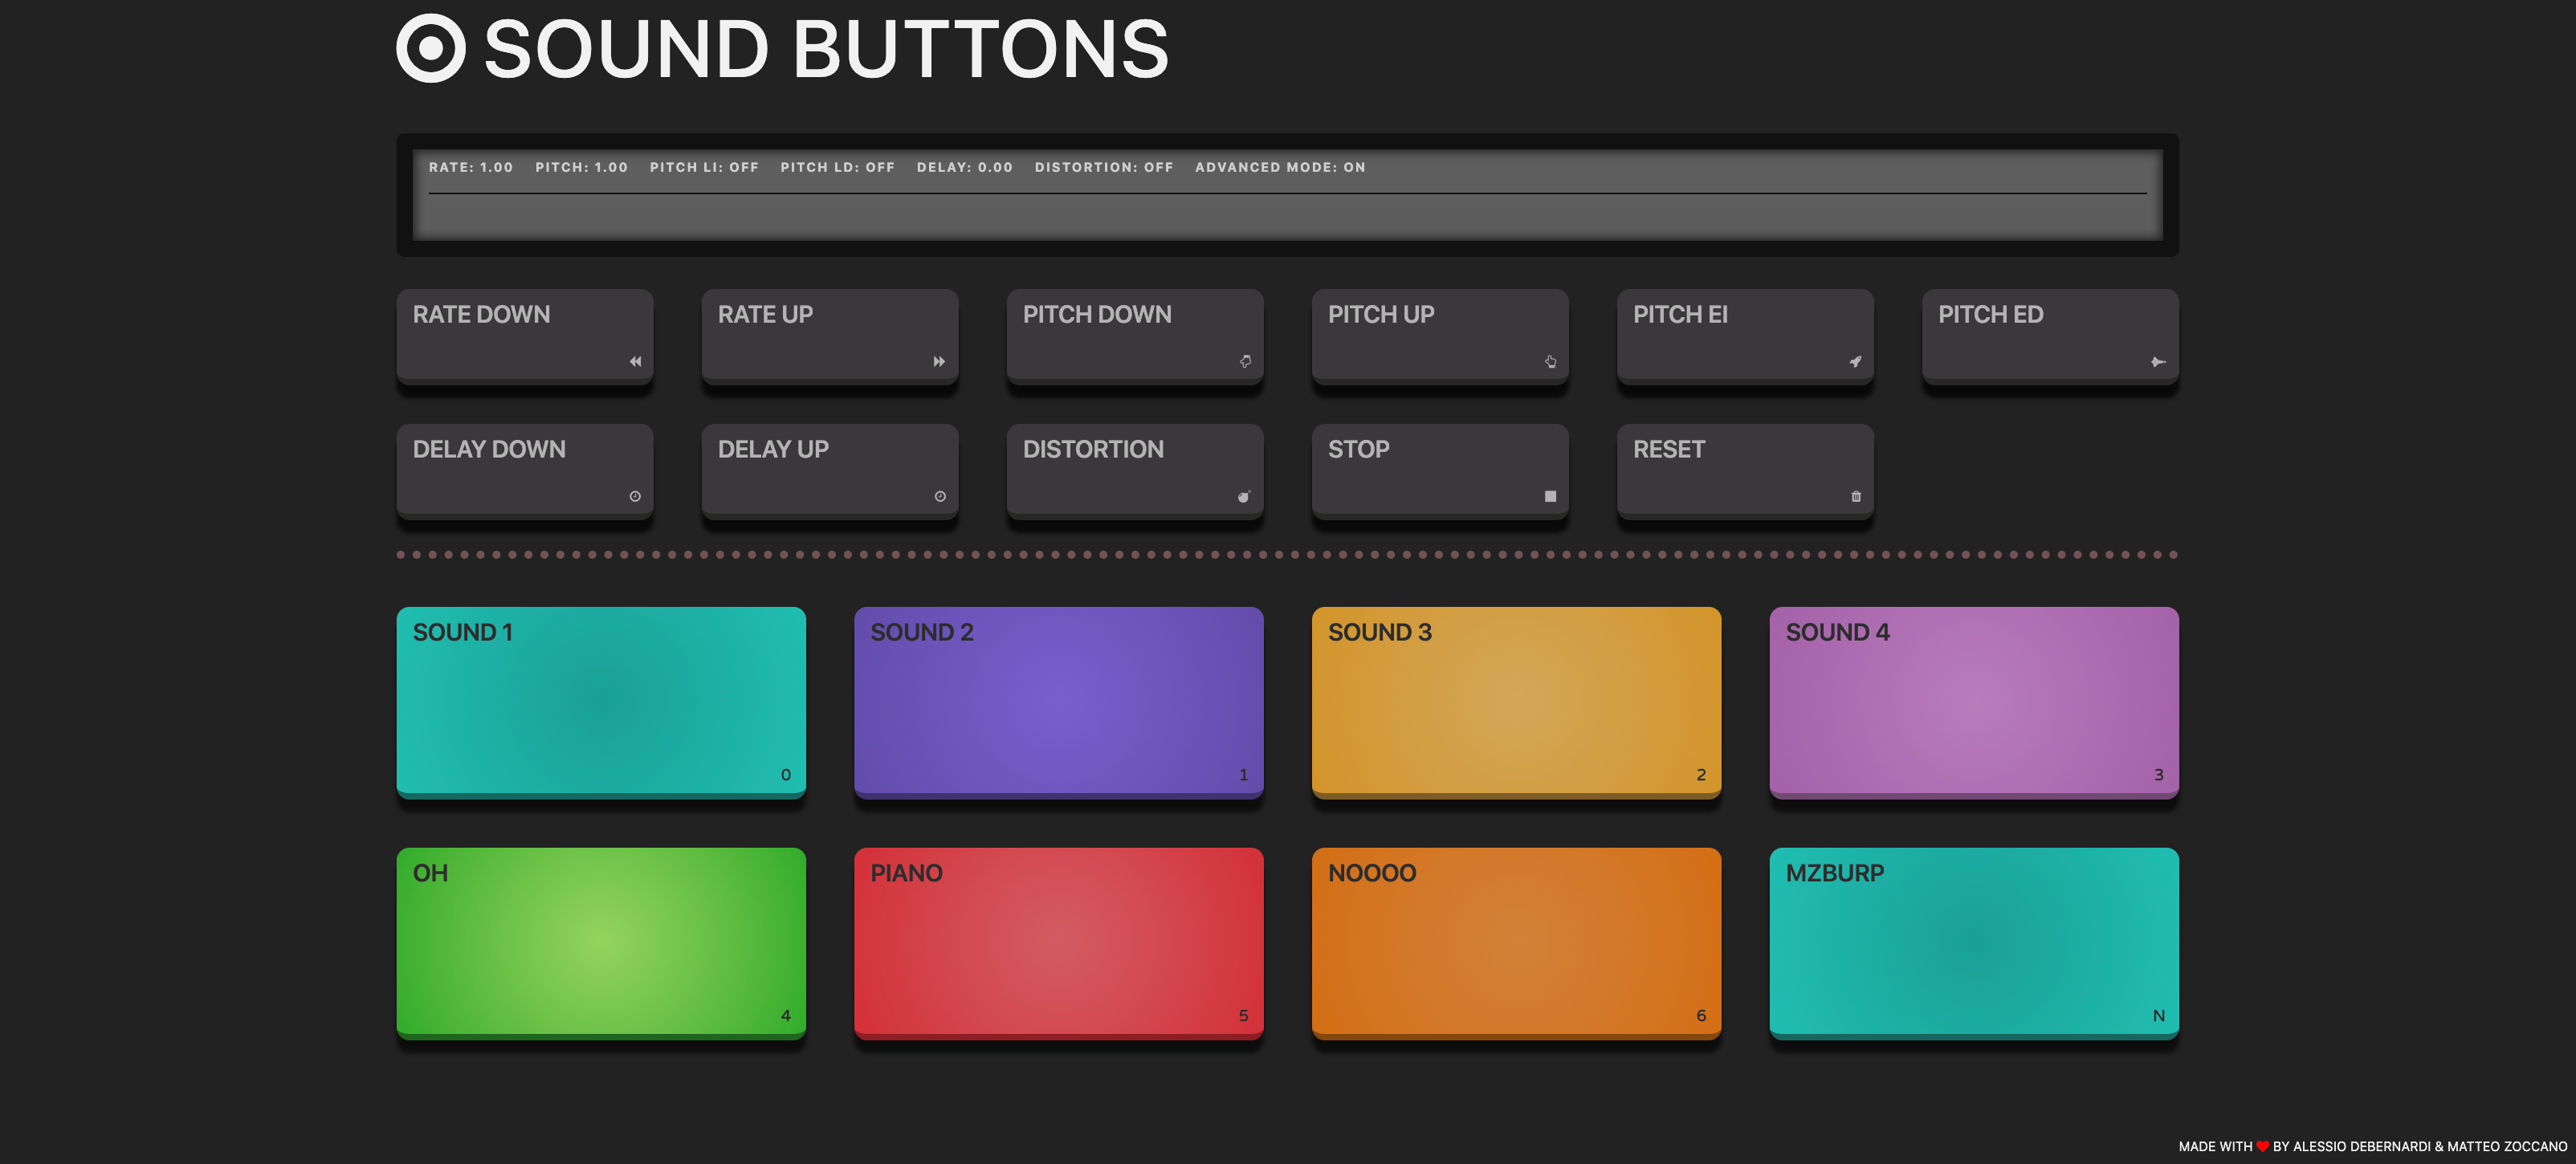 SOUND BUTTONS
RATE: 1.00 PITCH: 1.00 PITCH LI: OFF PITCH LD: OFF DELAY: 0.00 DISTORTION: OFF ADVANCED MODE: ON
RATE DOWN
RATE UP
PITCH DOWN
PITCH UP
PITCH EI
PITCH ED
DELAY DOWN
DELAY UP
DISTORTION
STOP
RESET
SOUND 1
0
SOUND 2
1
SOUND 3
2
SOUND 4
3
OH
4
PIANO
5
NOOOO
6
MZBURP
N
MADE WITH ❤ BY ALESSIO DEBERNARDI & MATTEO ZOCCANO